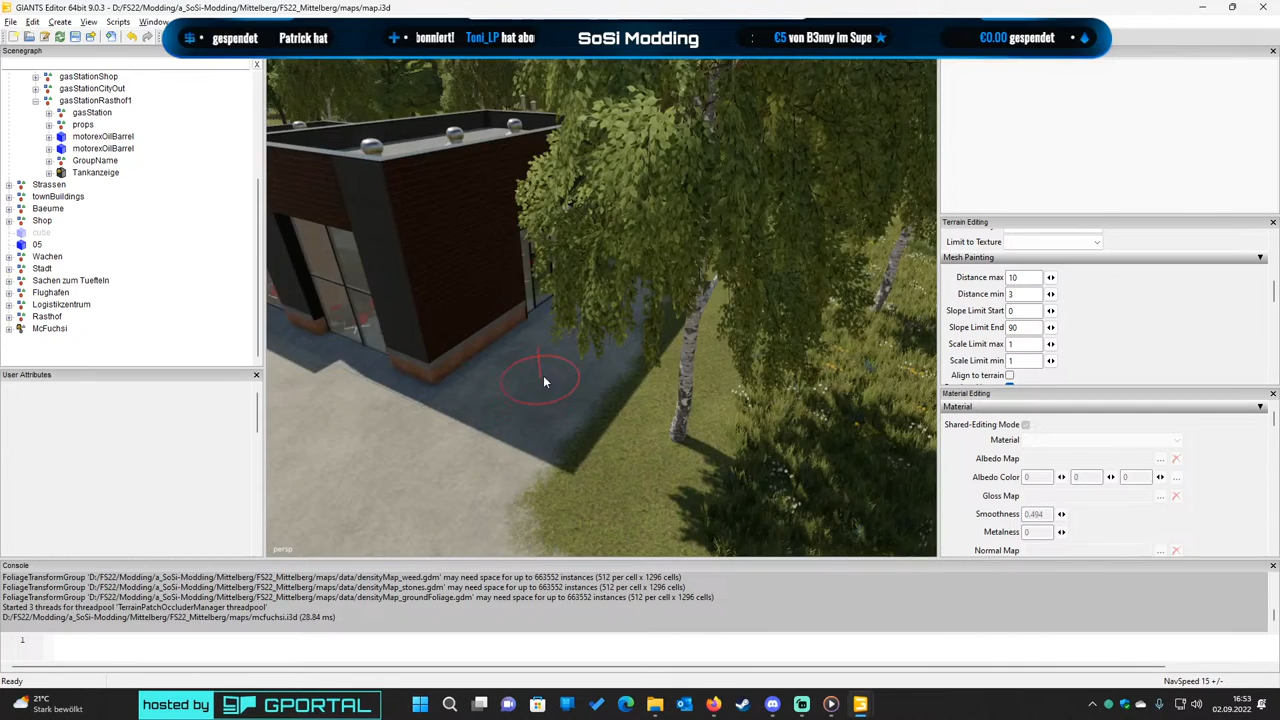 GIANTS Editor 64bit 9.0.3 - D:/FS22/Modding/a_SoSi-Modding/Mittelberg/FS22_Mittelberg/maps/map.i3d
File Edit Create Scripts Window
gespendet Patrick hat
bonniert! Toni_LP hat abo
SoSi Modding
€5 von B3nny Im Supe
€0.00 gespendet
Scenegraph
X
gasStationShop
gasStationCityOut
gasStationRasthof1
gasStation
props
motorexOilBarrel
motorexOilBarrel
GroupName
Tankanzeige
Strassen
townBuildings
Baeume
Shop
cube
05
Wachen
Stadt
Sachen zum Tuefteln
Flughafen
Logistikzentrum
Rasthof
McFuchsi
User Attributes
persp
Terrain Editing
Limit to Texture
Mesh Painting
Distance max 10
Distance min 3
Slope Limit Start 0
Slope Limit End 90
Scale Limit max 1
Scale Limit min 1
Align to terrain
Material Editing
Material
Shared-Editing Mode
Material
Albedo Map ...
Albedo Color 0 0 0 ...
Gloss Map ...
Smoothness 0.494
Metalness 0
Normal Map ...
Console
FoliageTransformGroup 'D:/FS22/Modding/a_SoSi-Modding/Mittelberg/FS22_Mittelberg/maps/data/densityMap_weed.gdm' may need space for up to 663552 instances (512 per cell x 1296 cells)
FoliageTransformGroup 'D:/FS22/Modding/a_SoSi-Modding/Mittelberg/FS22_Mittelberg/maps/data/densityMap_stones.gdm' may need space for up to 663552 instances (512 per cell x 1296 cells)
FoliageTransformGroup 'D:/FS22/Modding/a_SoSi-Modding/Mittelberg/FS22_Mittelberg/maps/data/densityMap_groundFoliage.gdm' may need space for up to 663552 instances (512 per cell x 1296 cells)
Started 3 threads for threadpool 'TerrainPatchOccluderManager threadpool'
D:/FS22/Modding/a_SoSi-Modding/Mittelberg/FS22_Mittelberg/maps/mcfuchsi.i3d (28.84 ms)
1
Ready
NavSpeed 15 +/-
21°C
Stark bewölkt
hosted by GPORTAL
16:53
02.09.2022